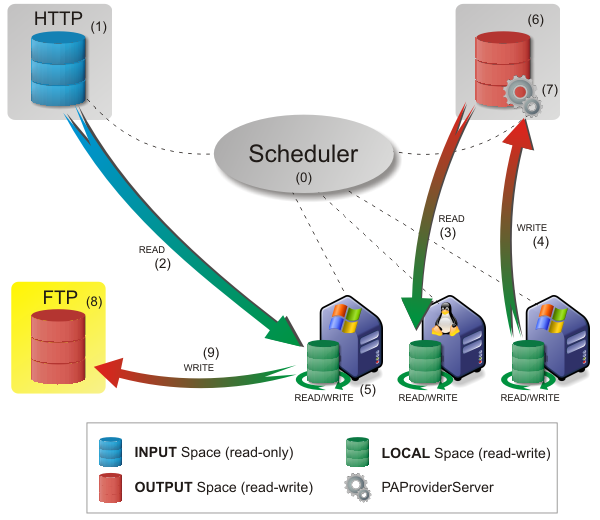 HTTP (1)
(6)
(7)
Scheduler
(0)
READ
(2)
READ
(3)
WRITE
(4)
FTP (8)
(9)
WRITE
(5)
READ/WRITE
READ/WRITE
READ/WRITE
INPUT Space (read-only)
LOCAL Space (read-write)
OUTPUT Space (read-write)
PAProviderServer